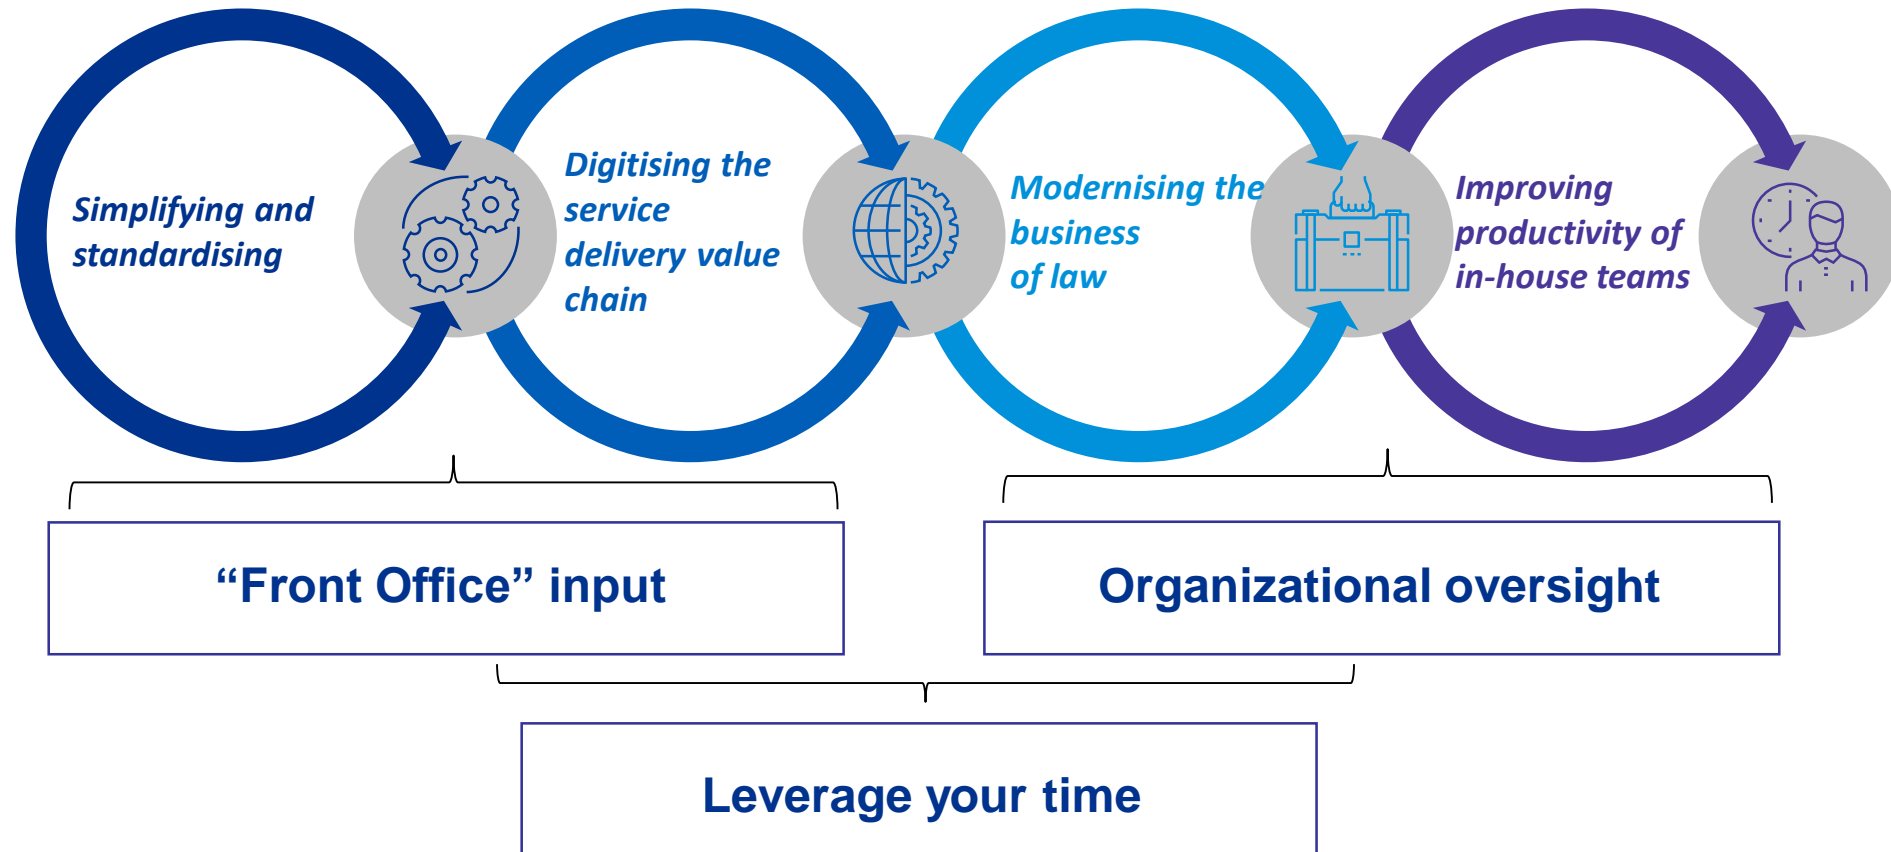 Simplifying and
standardising
Digitising the
service
delivery value
chain
Modernising the
business
of law
Improving
productivity of
in-house teams
“Front Office” input
Organizational oversight
Leverage your time